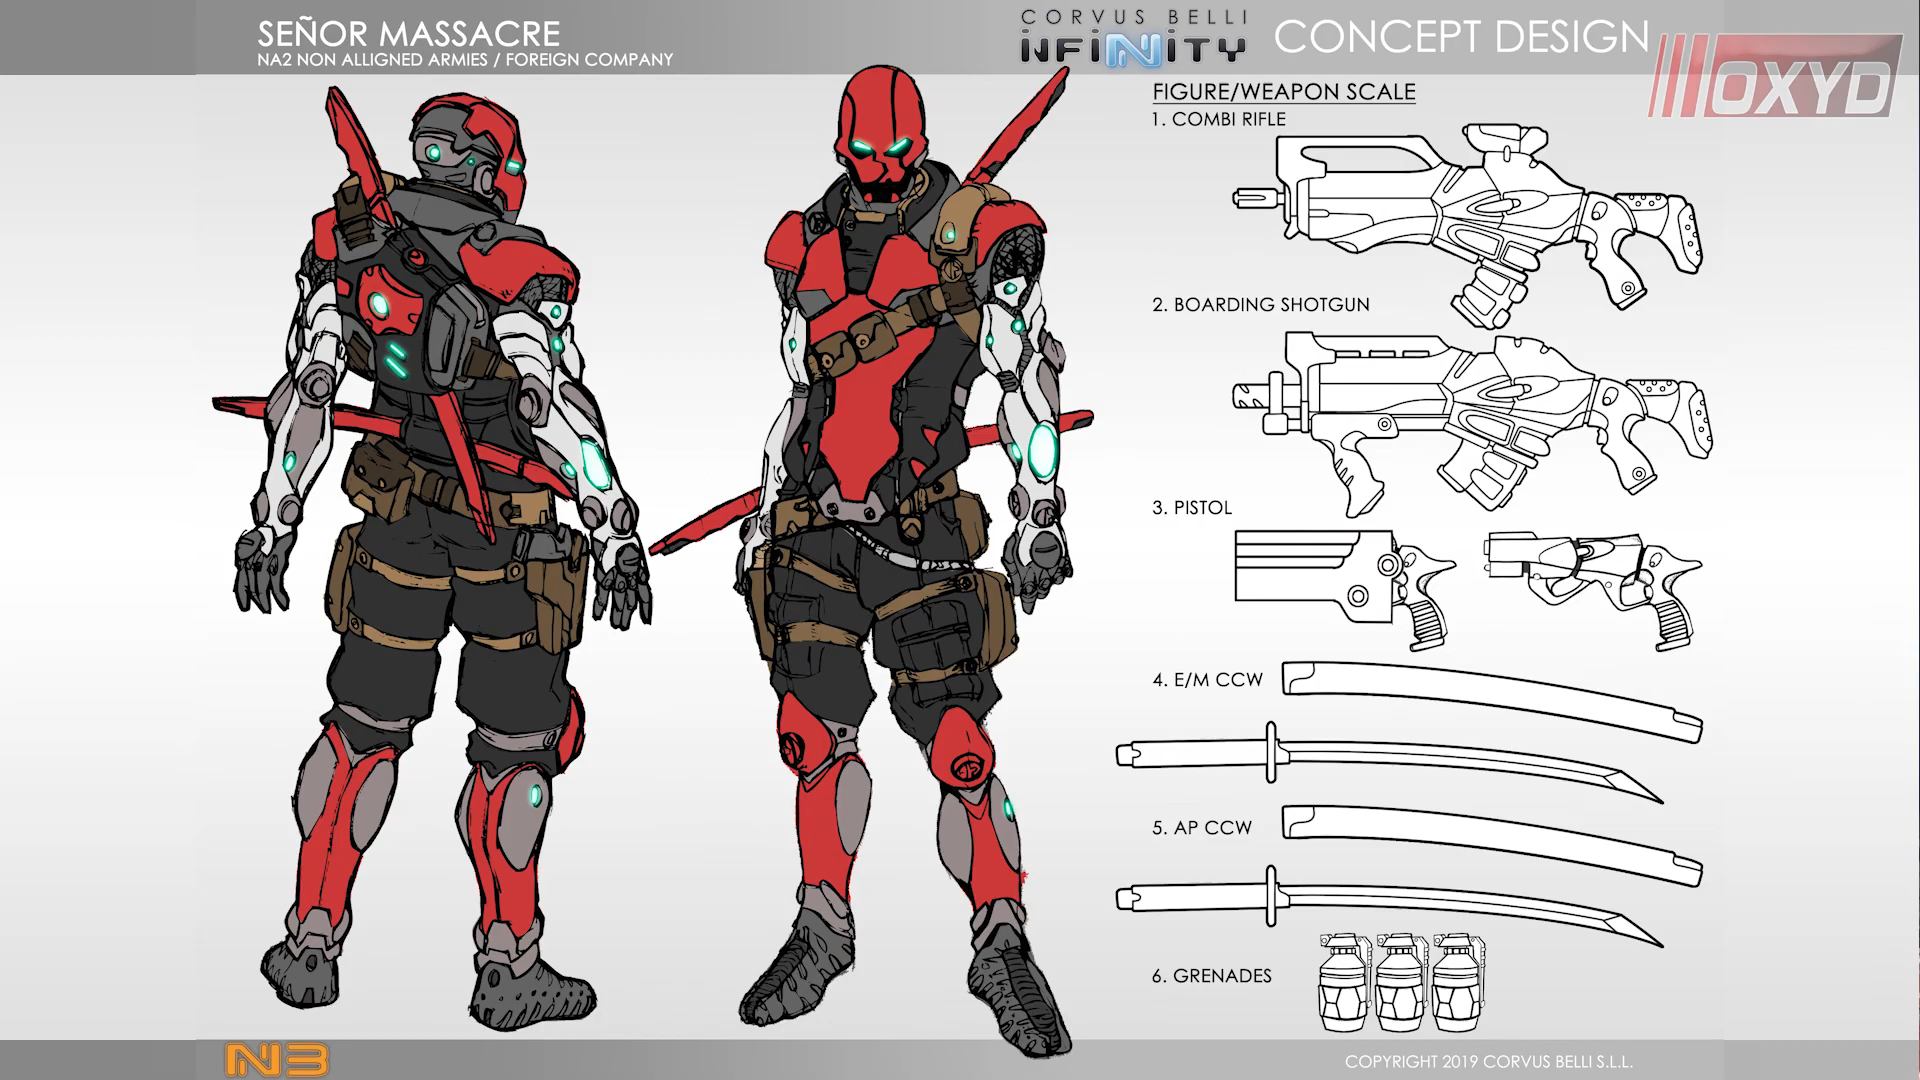 SEÑOR MASSACRE
NA2 NON ALLIGNED ARMIES / FOREIGN COMPANY
CORVUS BELLI
INFINITY
CONCEPT DESIGN
OXYD
FIGURE/WEAPON SCALE
1. COMBI RIFLE
2. BOARDING SHOTGUN
3. PISTOL
4. E/M CCW
5. AP CCW
6. GRENADES
N3
COPYRIGHT 2019 CORVUS BELLI S.L.L.